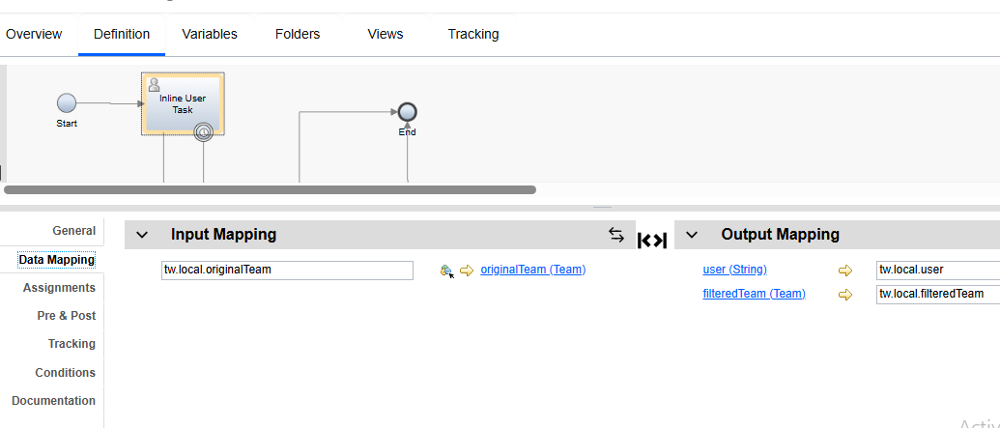 Overview Definition Variables Folders Views Tracking
Inline User
Task
Start
End
General
Data Mapping
Assignments
Pre & Post
Tracking
Conditions
Documentation
Input Mapping
tw.local.originalTeam originalTeam (Team)
Output Mapping
user (String) tw.local.user
filteredTeam (Team) tw.local.filteredTeam